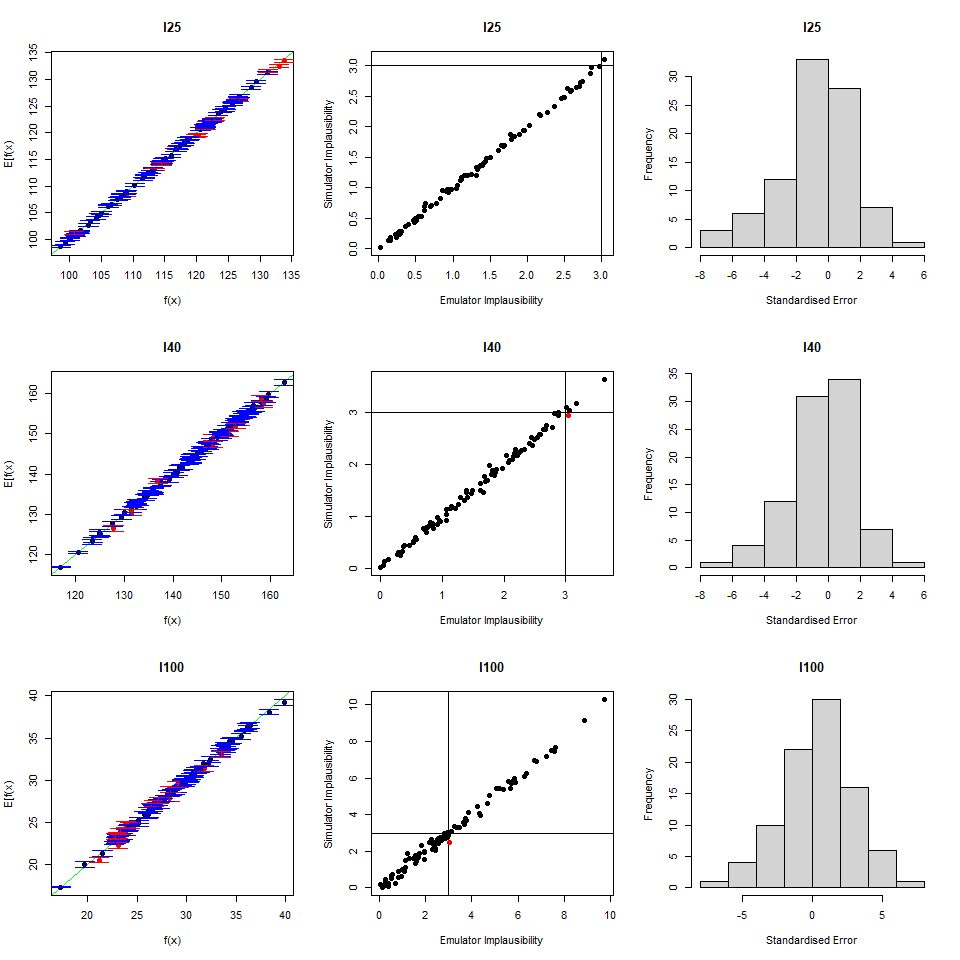 I25
I25
I25
E[f(x)
100 105 110 115 120 125 130 135
100 105 110 115 120 125 130 135
f(x)
Simulator Implausibility
0.0 0.5 1.0 1.5 2.0 2.5 3.0
0.0 0.5 1.0 1.5 2.0 2.5 3.0
Emulator Implausibility
Frequency
0 5 10 15 20 25 30
-8 -6 -4 -2 0 2 4 6
Standardised Error
I40
I40
I40
E[f(x)
120 130 140 150 160
120 130 140 150 160
f(x)
Simulator Implausibility
0 1 2 3
0 1 2 3
Emulator Implausibility
Frequency
0 5 10 15 20 25 30 35
-8 -6 -4 -2 0 2 4 6
Standardised Error
I100
I100
I100
E[f(x)
20 25 30 35 40
20 25 30 35 40
f(x)
Simulator Implausibility
0 2 4 6 8 10
0 2 4 6 8 10
Emulator Implausibility
Frequency
0 5 10 15 20 25 30
-5 0 5
Standardised Error